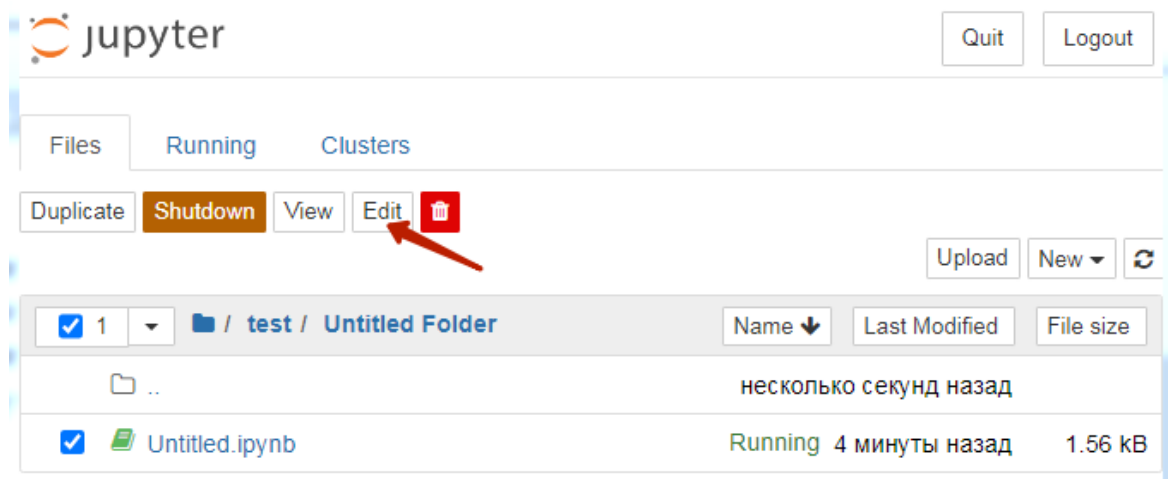 jupyter Quit Logout
Files Running Clusters
Duplicate Shutdown View Edit
Upload New
1 / test / Untitled Folder Name Last Modified File size
.. несколько секунд назад
Untitled.ipynb Running 4 минуты назад 1.56 kB